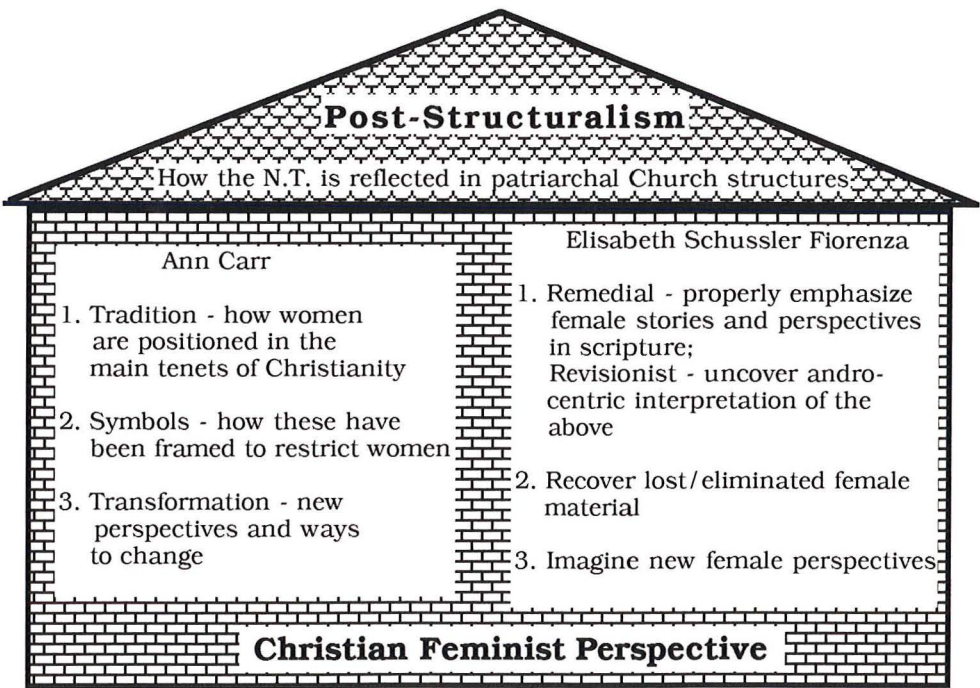 Post-Structuralism
How the N.T. is reflected in patriarchal Church structures
Ann Carr
1. Tradition - how women
are positioned in the
main tenets of Christianity
2. Symbols - how these have
been framed to restrict women
3. Transformation - new
perspectives and ways
to change
Elisabeth Schussler Fiorenza
1. Remedial - properly emphasize
female stories and perspectives
in scripture;
Revisionist - uncover andro-
centric interpretation of the
above
2. Recover lost/eliminated female
material
3. Imagine new female perspectives
Christian Feminist Perspective